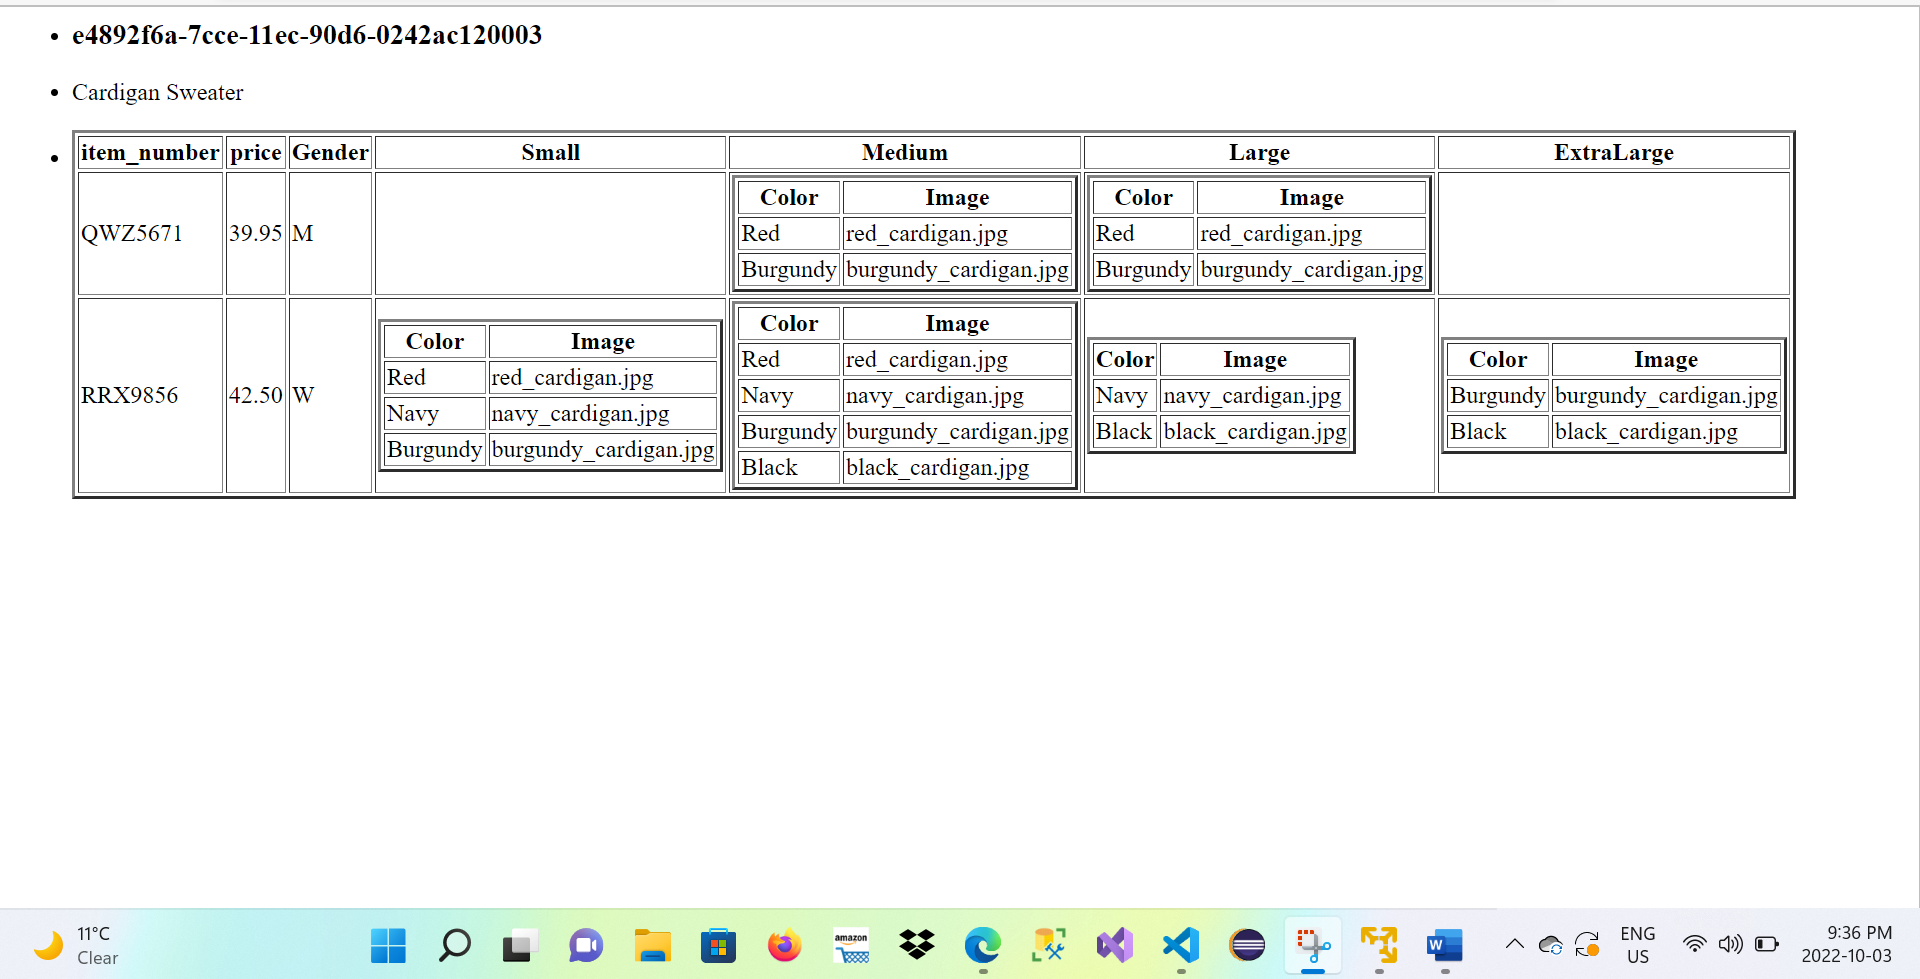 e4892f6a-7cce-11ec-90d6-0242ac120003
Cardigan Sweater
item_number price Gender Small Medium Large ExtraLarge
QWZ5671 39.95 M
Color Image
Red red_cardigan.jpg
Burgundy burgundy_cardigan.jpg
Color Image
Red red_cardigan.jpg
Burgundy burgundy_cardigan.jpg
RRX9856 42.50 W
Color Image
Red red_cardigan.jpg
Navy navy_cardigan.jpg
Burgundy burgundy_cardigan.jpg
Color Image
Red red_cardigan.jpg
Navy navy_cardigan.jpg
Burgundy burgundy_cardigan.jpg
Black black_cardigan.jpg
Color Image
Navy navy_cardigan.jpg
Black black_cardigan.jpg
Color Image
Burgundy burgundy_cardigan.jpg
Black black_cardigan.jpg
11°C
Clear
amazon
W
ENG
US
9:36 PM
2022-10-03